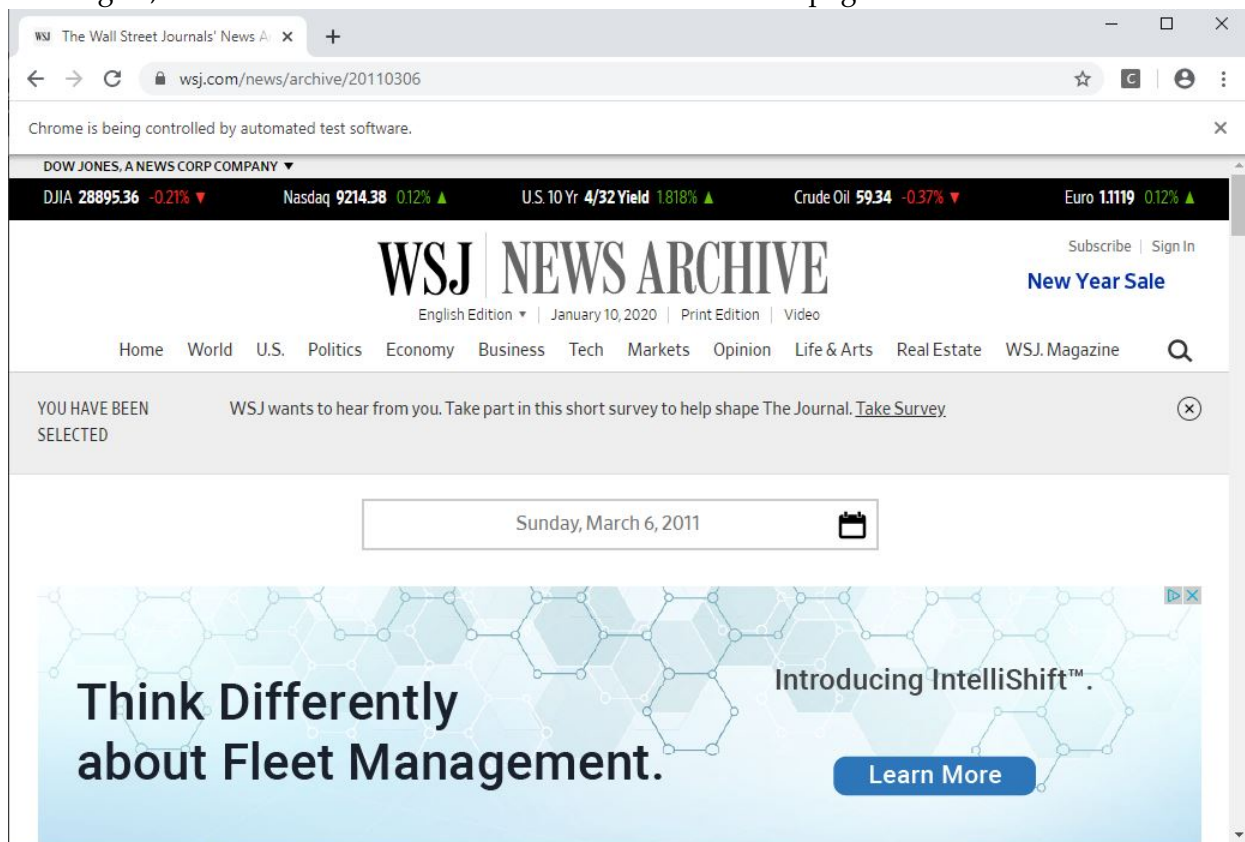 WSJ The Wall Street Journals' News A
wsj.com/news/archive/20110306
C
Chrome is being controlled by automated test software.
DOW JONES, A NEWS CORP COMPANY ▼
DJIA 28895.36 -0.21% ▼ Nasdaq 9214.38 0.12% ▲ U.S. 10 Yr 4/32 Yield 1.818% ▲ Crude Oil 59.34 -0.37% ▼ Euro 1.1119 0.12% ▲
Subscribe | Sign In
WSJ | NEWS ARCHIVE
New Year Sale
English Edition ▼ | January 10, 2020 | Print Edition | Video
Home World U.S. Politics Economy Business Tech Markets Opinion Life & Arts Real Estate WSJ. Magazine
YOU HAVE BEEN SELECTED
WSJ wants to hear from you. Take part in this short survey to help shape The Journal. Take Survey
Sunday, March 6, 2011
Think Differently
about Fleet Management.
Introducing IntelliShift™.
Learn More